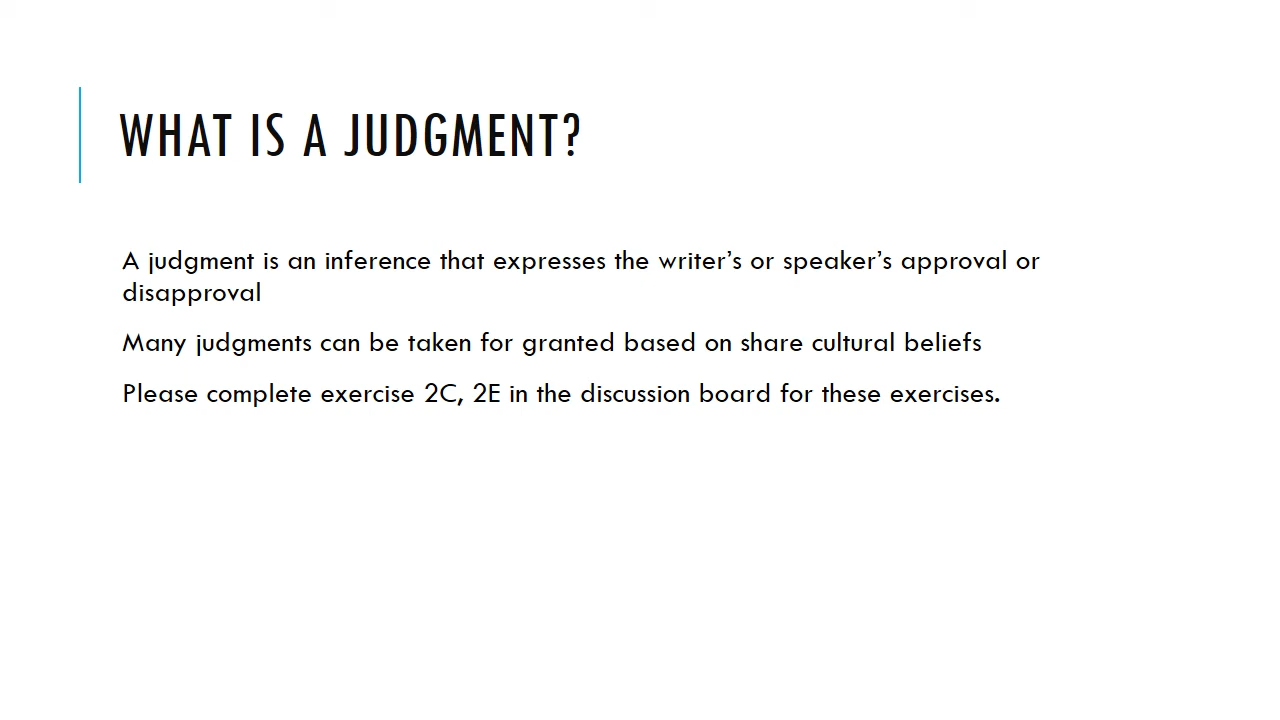 WHAT IS A JUDGMENT?
A judgment is an inference that expresses the writer’s or speaker’s approval or
disapproval
Many judgments can be taken for granted based on share cultural beliefs
Please complete exercise 2C, 2E in the discussion board for these exercises.